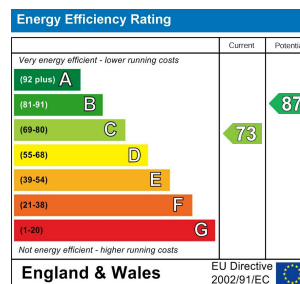 Energy Efficiency Rating
Current Potenti
Very energy efficient - lower running costs
(92 plus) A
(81-91) B 87
(69-80) C 73
(55-68) D
(39-54) E
(21-38) F
(1-20) G
Not energy efficient - higher running costs
England & Wales
EU Directive
2002/91/EC